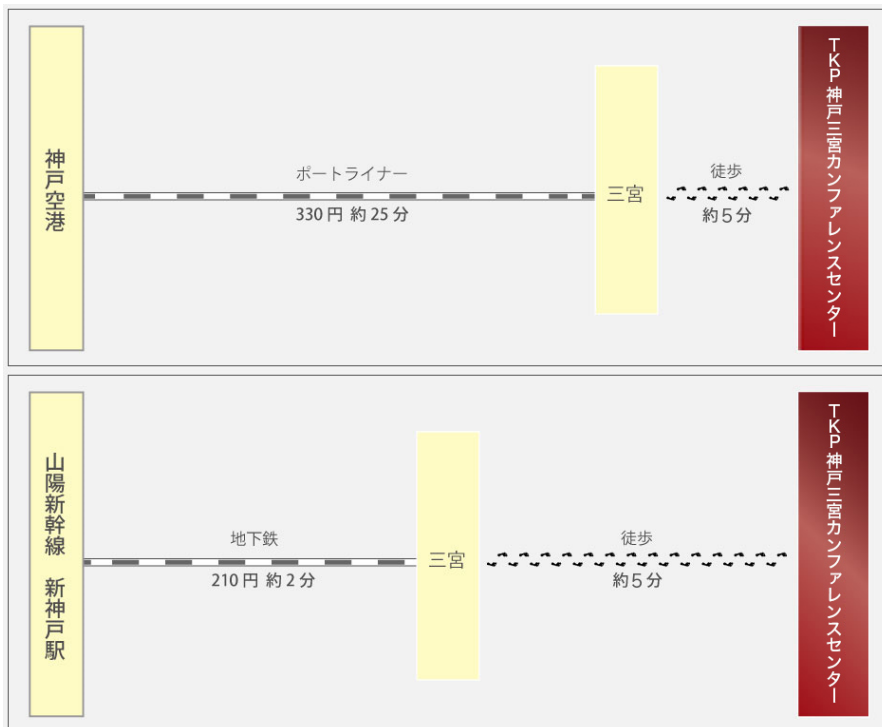 神戸空港
ポートライナー
330円 約25分
三宮
徒歩
約5分
TKP神戸三宮カンファレンスセンター
山陽新幹線 新神戸駅
地下鉄
210円 約2分
三宮
徒歩
約5分
TKP神戸三宮カンファレンスセンター